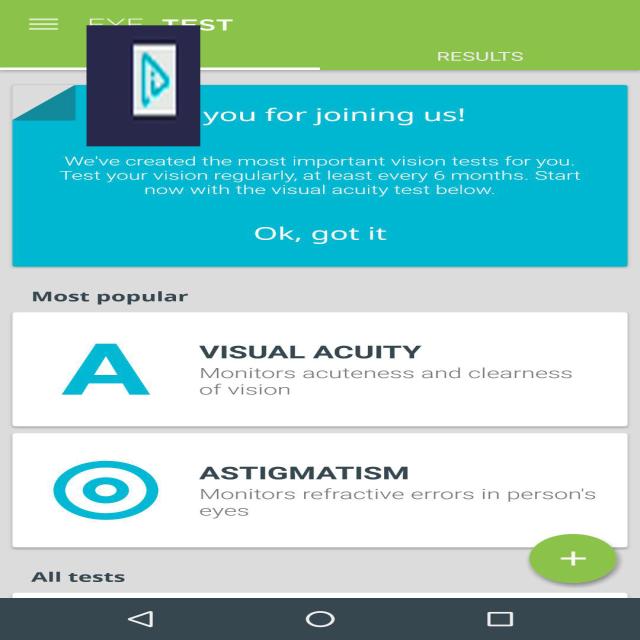 TEST
RESULTS
you for joining us!
We've created the most important vision tests for you.
Test your vision regularly, at least every 6 months. Start
now with the visual acuity test below.
Ok, got it
Most popular
A
VISUAL ACUITY
Monitors acuteness and clearness
of vision
ASTIGMATISM
Monitors refractive errors in person's
eyes
All tests